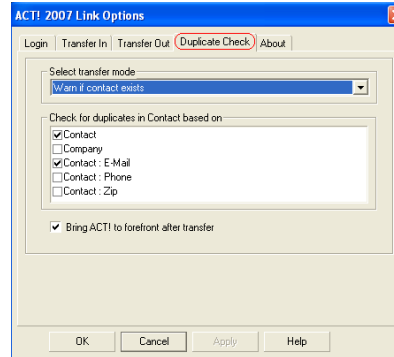 ACT! 2007 Link Options
Login Transfer In Transfer Out Duplicate Check About
Select transfer mode
Warn if contact exists
Check for duplicates in Contact based on
Contact
Company
Contact : E-Mail
Contact : Phone
Contact : Zip
Bring ACT! to forefront after transfer
OK Cancel Apply Help